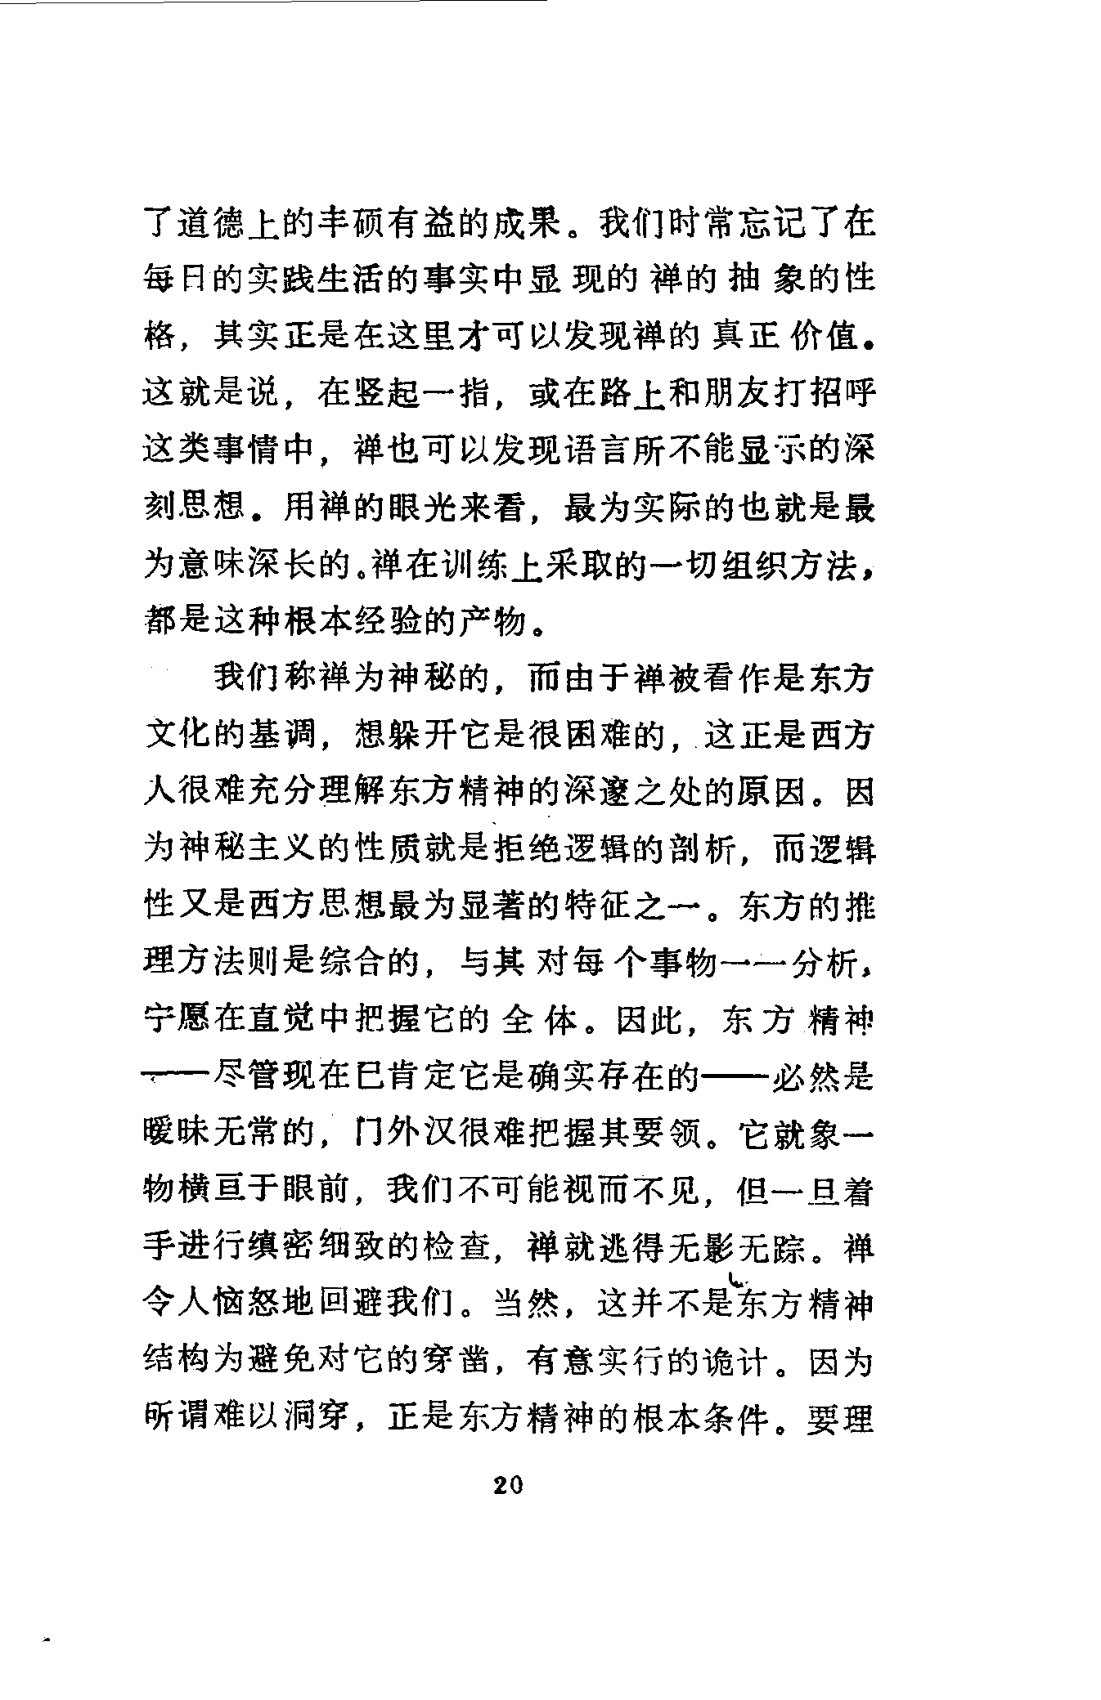 了道德上的丰硕有益的成果。我们时常忘记了在
每日的实践生活的事实中显现的禅的抽象的性
格，其实正是在这里才可以发现禅的真正价值。
这就是说，在竖起一指，或在路上和朋友打招呼
这类事情中，禅也可以发现语言所不能显示的深
刻思想。用禅的眼光来看，最为实际的也就是最
为意味深长的。禅在训练上采取的一切组织方法，
都是这种根本经验的产物。
我们称禅为神秘的，而由于禅被看作是东方
文化的基调，想躲开它是很困难的，这正是西方
人很难充分理解东方精神的深邃之处的原因。因
为神秘主义的性质就是拒绝逻辑的剖析，而逻辑
性又是西方思想最为显著的特征之一。东方的推
理方法则是综合的，与其对每个事物一一分析，
宁愿在直觉中把握它的全体。因此，东方精神
——尽管现在已肯定它是确实存在的——必然是
暧昧无常的，门外汉很难把握其要领。它就象一
物横亘于眼前，我们不可能视而不见，但一旦着
手进行缜密细致的检查，禅就逃得无影无踪。禅
令人恼怒地回避我们。当然，这并不是东方精神
结构为避免对它的穿凿，有意实行的诡计。因为
所谓难以洞穿，正是东方精神的根本条件。要理
20